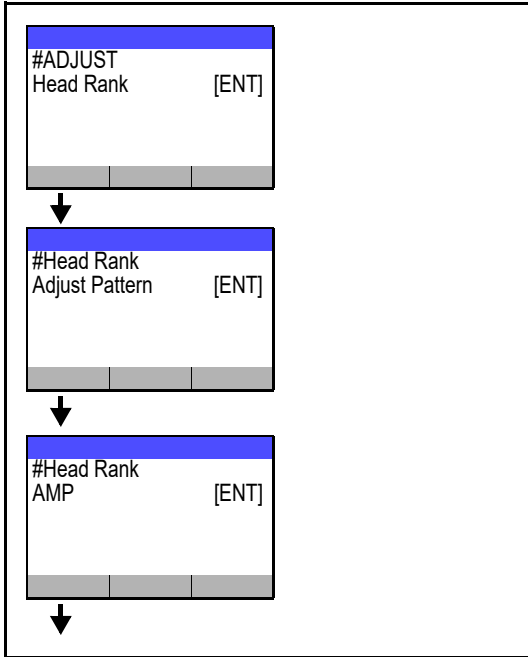 #ADJUST
Head Rank [ENT]
#Head Rank
Adjust Pattern [ENT]
#Head Rank
AMP [ENT]